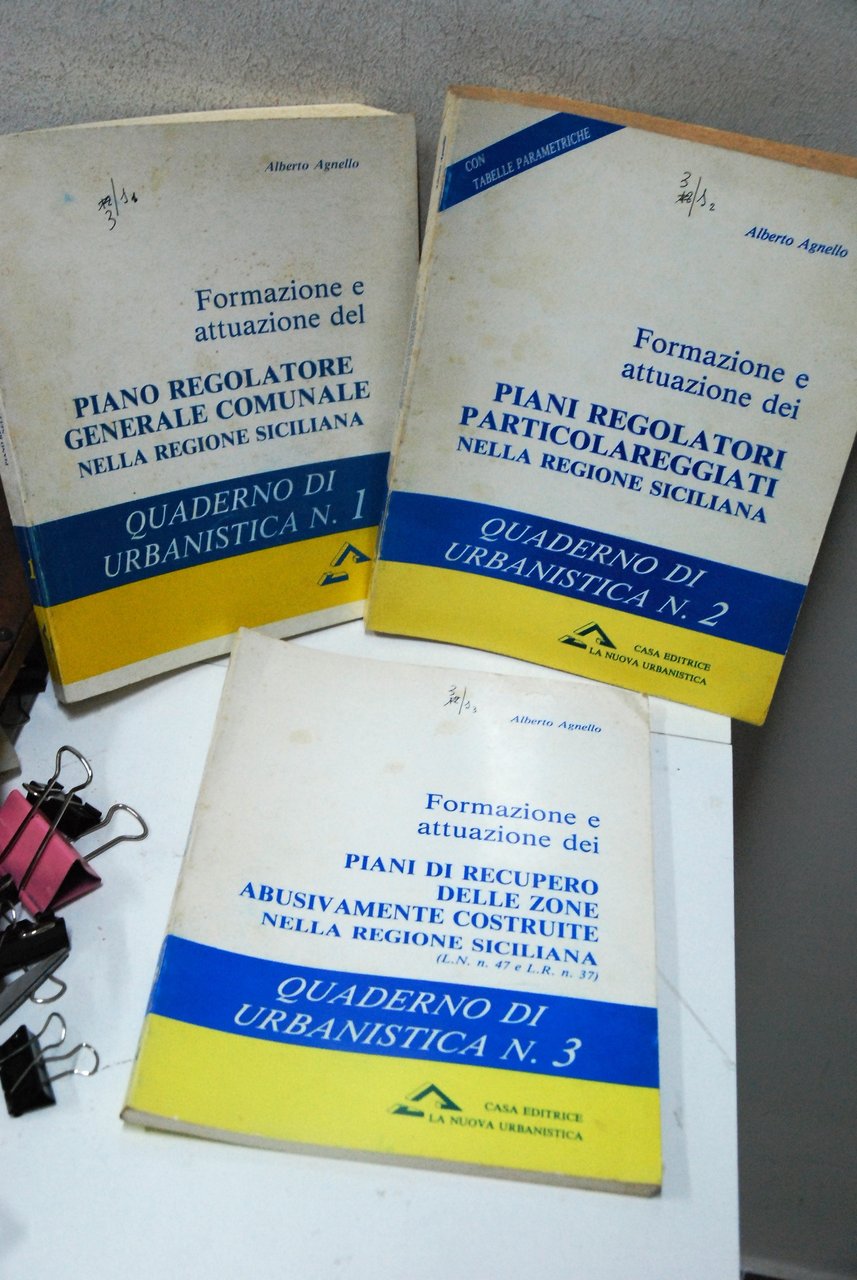 Alberto Agnello
Formazione e
attuazione del
PIANO REGOLATORE
GENERALE COMUNALE
NELLA REGIONE SICILIANA
QUADERNO DI
URBANISTICA N. 1
1
CON
TABELLE PARAMETRICHE
3
Alberto Agnello
Formazione e
attuazione dei
PIANI REGOLATORI
PARTICOLAREGGIATI
NELLA REGIONE SICILIANA
QUADERNO DI
URBANISTICA N. 2
CASA EDITRICE
LA NUOVA URBANISTICA
Alberto Agnello
Formazione e
attuazione dei
PIANI DI RECUPERO
DELLE ZONE
ABUSIVAMENTE COSTRUITE
NELLA REGIONE SICILIANA
(L.N. n. 47 e L.R. n. 37)
QUADERNO DI
URBANISTICA N. 3
CASA EDITRICE
LA NUOVA URBANISTICA